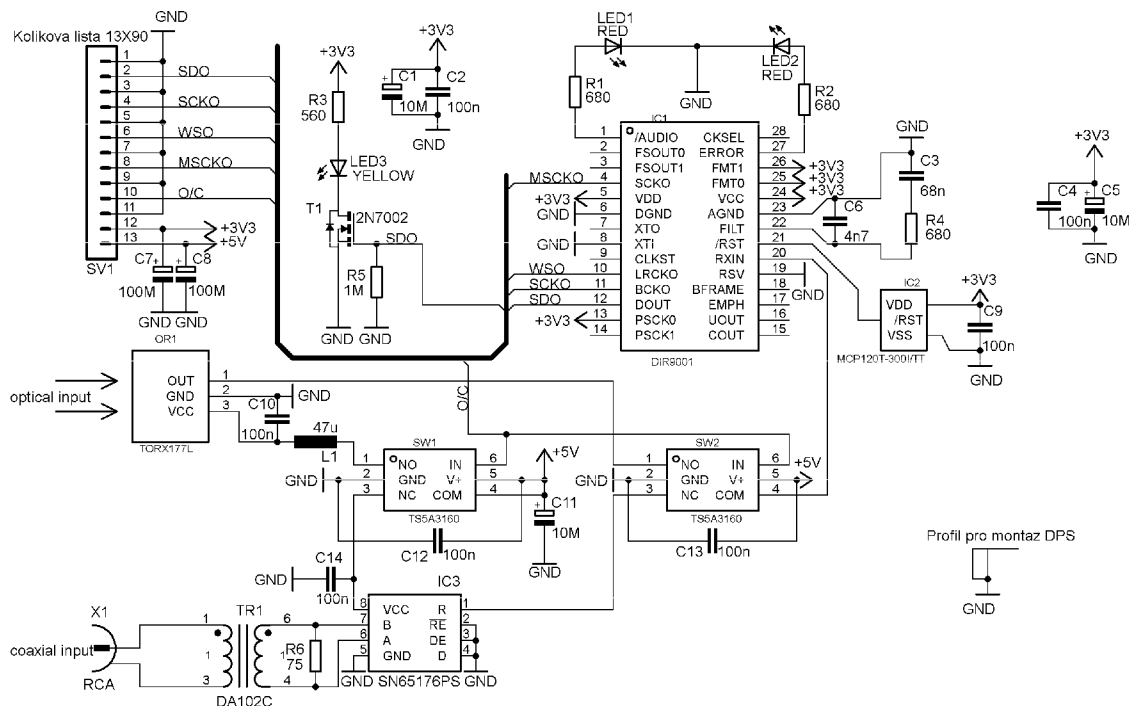 Kolikova lista 13X90
GND
1
2
3
4
5
6
7
8
9
10
11
12
13
SDO
SCKO
WSO
MSCKO
O/C
+3V3
+5V
SV1
C7
+
100M
C8
+
100M
GND
GND
+3V3
R3
560
LED3
YELLOW
T1
2N7002
SDO
R5
1M
GND
GND
+3V3
C1
+
10M
C2
100n
GND
LED1
RED
LED2
RED
R1
680
R2
680
GND
IC1
1 /AUDIO
2 FSOUT0
3 FSOUT1
4 SCKO
5 VDD
6 DGND
7 XTO
8 XTI
9 CLKST
10 LRCKO
11 BCKO
12 DOUT
13 PSCK0
14 PSCK1
CKSEL 28
ERROR 27
FMT1 26
FMT0 25
VCC 24
AGND 23
FILT 22
/RST 21
RXIN 20
RSV 19
BFRAME 18
EMPH 17
UOUT 16
COUT 15
DIR9001
MSCKO
+3V3
GND
GND
WSO
SCKO
SDO
+3V3
+3V3
+3V3
+3V3
GND
C6
4n7
GND
C3
68n
R4
680
IC2
VDD
/RST
VSS
MCP120T-300I/TT
+3V3
C9
100n
GND
+3V3
C4
100n
C5
+
10M
GND
OR1
optical input
OUT
GND
VCC
1
2
3
TORX177L
C10
100n
GND
47u
L1
O/C
SW1
1 NO IN 6
2 GND V+ 5
3 NC COM 4
TS5A3160
GND
+5V
C11
+
10M
GND
C12
100n
SW2
1 NO IN 6
2 GND V+ 5
3 NC COM 4
TS5A3160
GND
+5V
C13
100n
Profil pro montaz DPS
GND
GND
C14
100n
IC3
8 VCC R 1
7 B RE 2
6 A DE 3
5 GND D 4
GND
SN65176PS
GND
X1
coaxial input
RCA
TR1
1
3
1
1
6
4
DA102C
R6
75